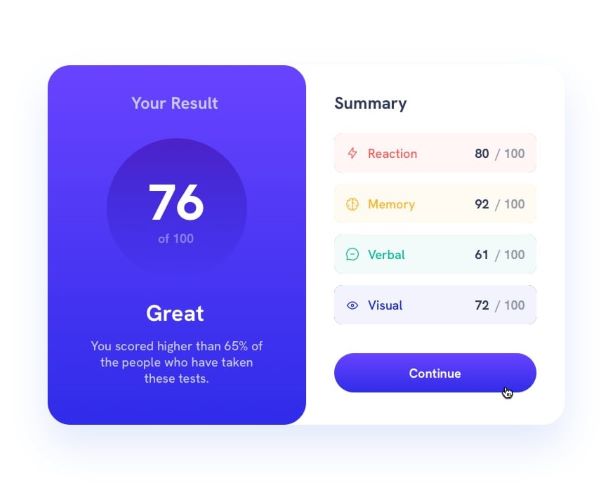 Your Result
76
of 100
Great
You scored higher than 65% of
the people who have taken
these tests.
Summary
Reaction 80 / 100
Memory 92 / 100
Verbal 61 / 100
Visual 72 / 100
Continue